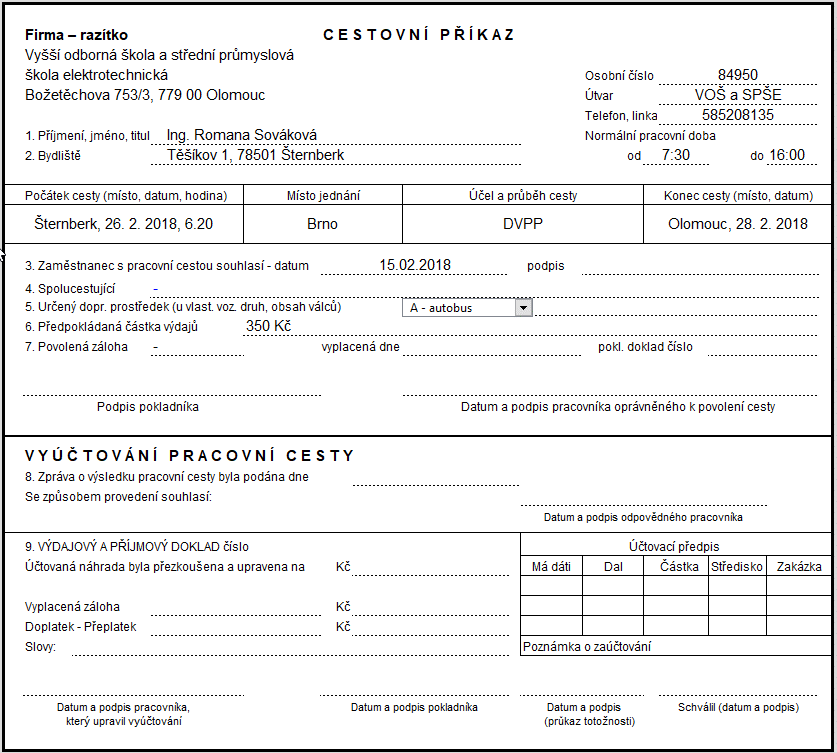 Firma – razítko
CESTOVNÍ PŘÍKAZ
Vyšší odborná škola a střední průmyslová
škola elektrotechnická
Božetěchova 753/3, 779 00 Olomouc
Osobní číslo 84950
Útvar VOŠ a SPŠE
Telefon, linka 585208135
1. Příjmení, jméno, titul Ing. Romana Sováková
Normální pracovní doba
2. Bydliště Těšíkov 1, 78501 Šternberk
od 7:30 do 16:00
Počátek cesty (místo, datum, hodina) Místo jednání Účel a průběh cesty Konec cesty (místo, datum)
Šternberk, 26. 2. 2018, 6.20 Brno DVPP Olomouc, 28. 2. 2018
3. Zaměstnanec s pracovní cestou souhlasí - datum 15.02.2018 podpis
4. Spolucestující -
5. Určený dopr. prostředek (u vlast. voz. druh, obsah válců) A - autobus
6. Předpokládaná částka výdajů 350 Kč
7. Povolená záloha - vyplacená dne pokl. doklad číslo
Podpis pokladníka Datum a podpis pracovníka oprávněného k povolení cesty
VYÚČTOVÁNÍ PRACOVNÍ CESTY
8. Zpráva o výsledku pracovní cesty byla podána dne
Se způsobem provedení souhlasí:
Datum a podpis odpovědného pracovníka
9. VÝDAJOVÝ A PŘÍJMOVÝ DOKLAD číslo
Účtovací předpis
Účtovaná náhrada byla přezkoušena a upravena na Kč
Má dáti Dal Částka Středisko Zakázka
Vyplacená záloha Kč
Doplatek - Přeplatek Kč
Slovy:
Poznámka o zaúčtování
Datum a podpis pracovníka,
který upravil vyúčtování
Datum a podpis pokladníka
Datum a podpis
(průkaz totožnosti)
Schválil (datum a podpis)